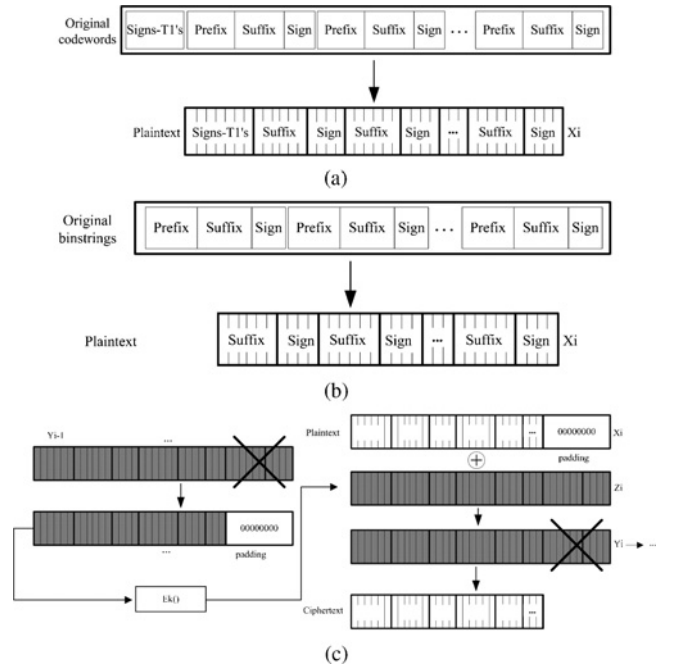 Original codewords Signs-T1's Prefix Suffix Sign Prefix Suffix Sign ... Prefix Suffix Sign
Plaintext Signs-T1's Suffix Sign Suffix Sign ... Suffix Sign Xi
(a)
Original binstrings Prefix Suffix Sign Prefix Suffix Sign ... Prefix Suffix Sign
Plaintext Suffix Sign Suffix Sign ... Suffix Sign Xi
(b)
Yi-1 ...
00000000
... padding
Ek()
Plaintext ... 00000000 Xi
padding
+
Zi
Yi ...
Ciphertext ...
(c)